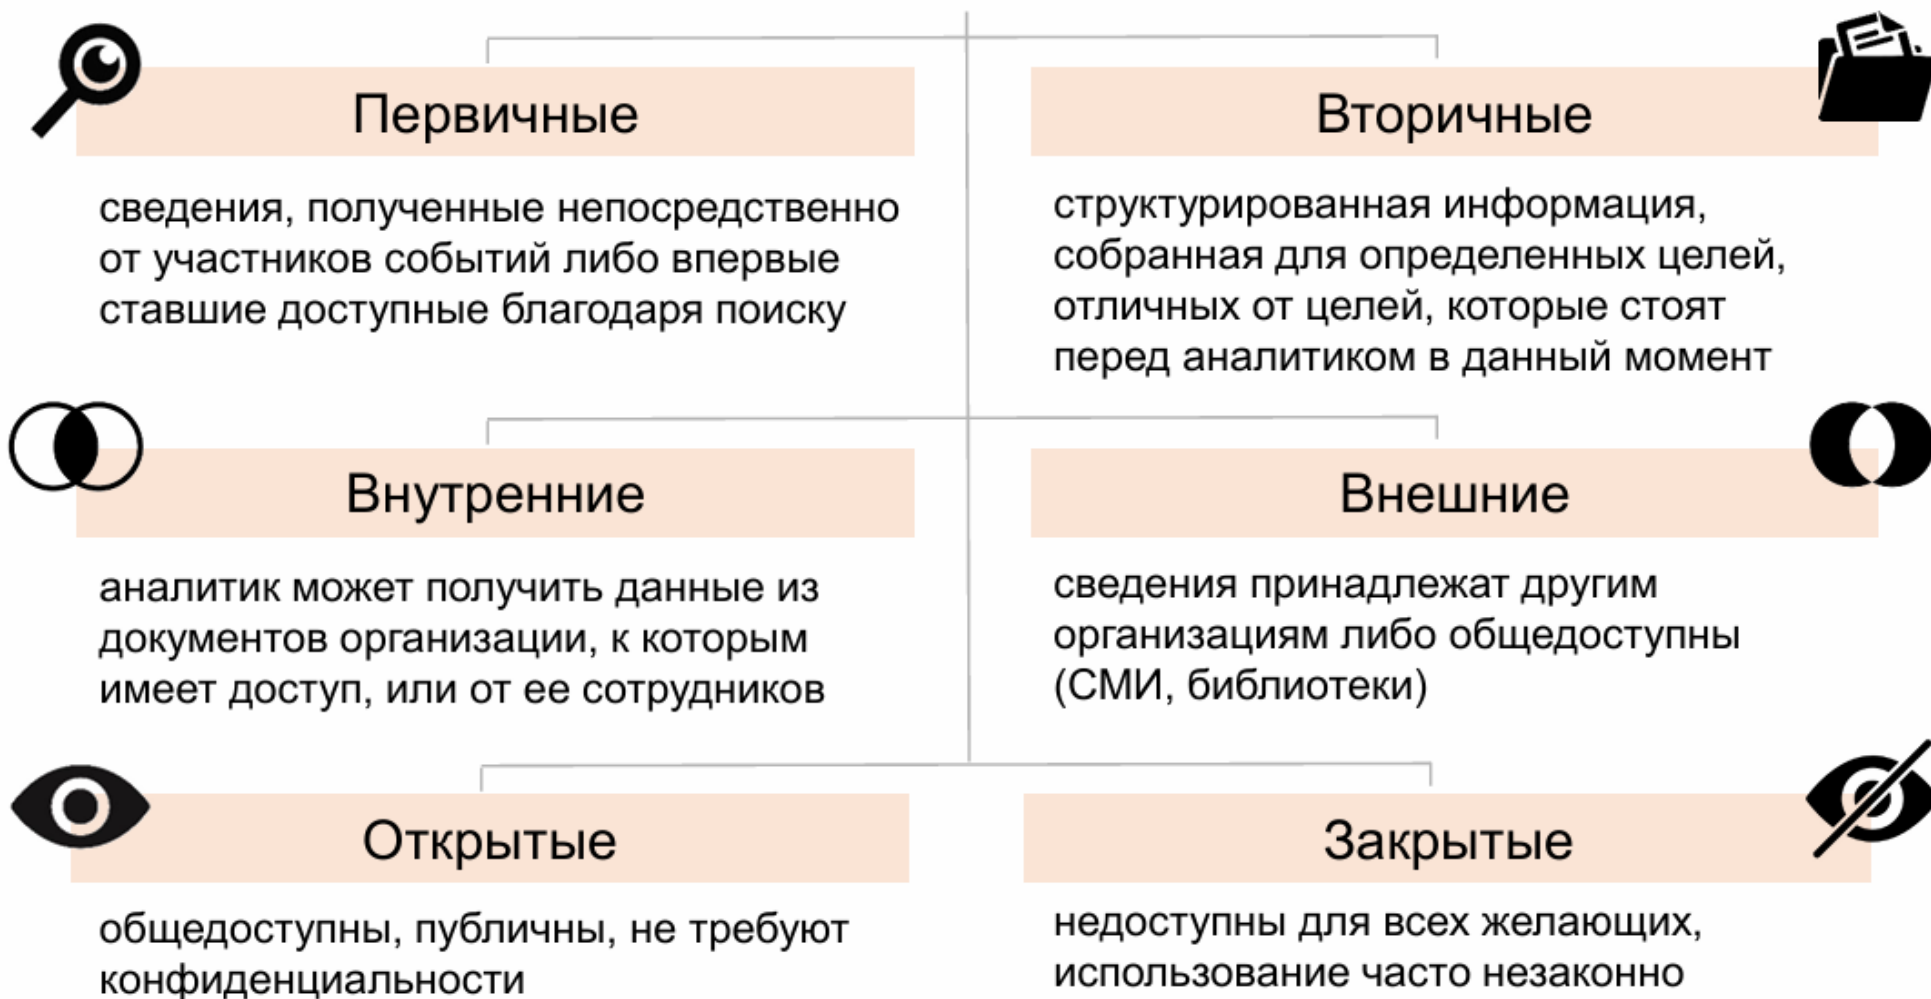 Первичные
сведения, полученные непосредственно
от участников событий либо впервые
ставшие доступные благодаря поиску
Вторичные
структурированная информация,
собранная для определенных целей,
отличных от целей, которые стоят
перед аналитиком в данный момент
Внутренние
аналитик может получить данные из
документов организации, к которым
имеет доступ, или от ее сотрудников
Внешние
сведения принадлежат другим
организациям либо общедоступны
(СМИ, библиотеки)
Открытые
общедоступны, публичны, не требуют
конфиденциальности
Закрытые
недоступны для всех желающих,
использование часто незаконно